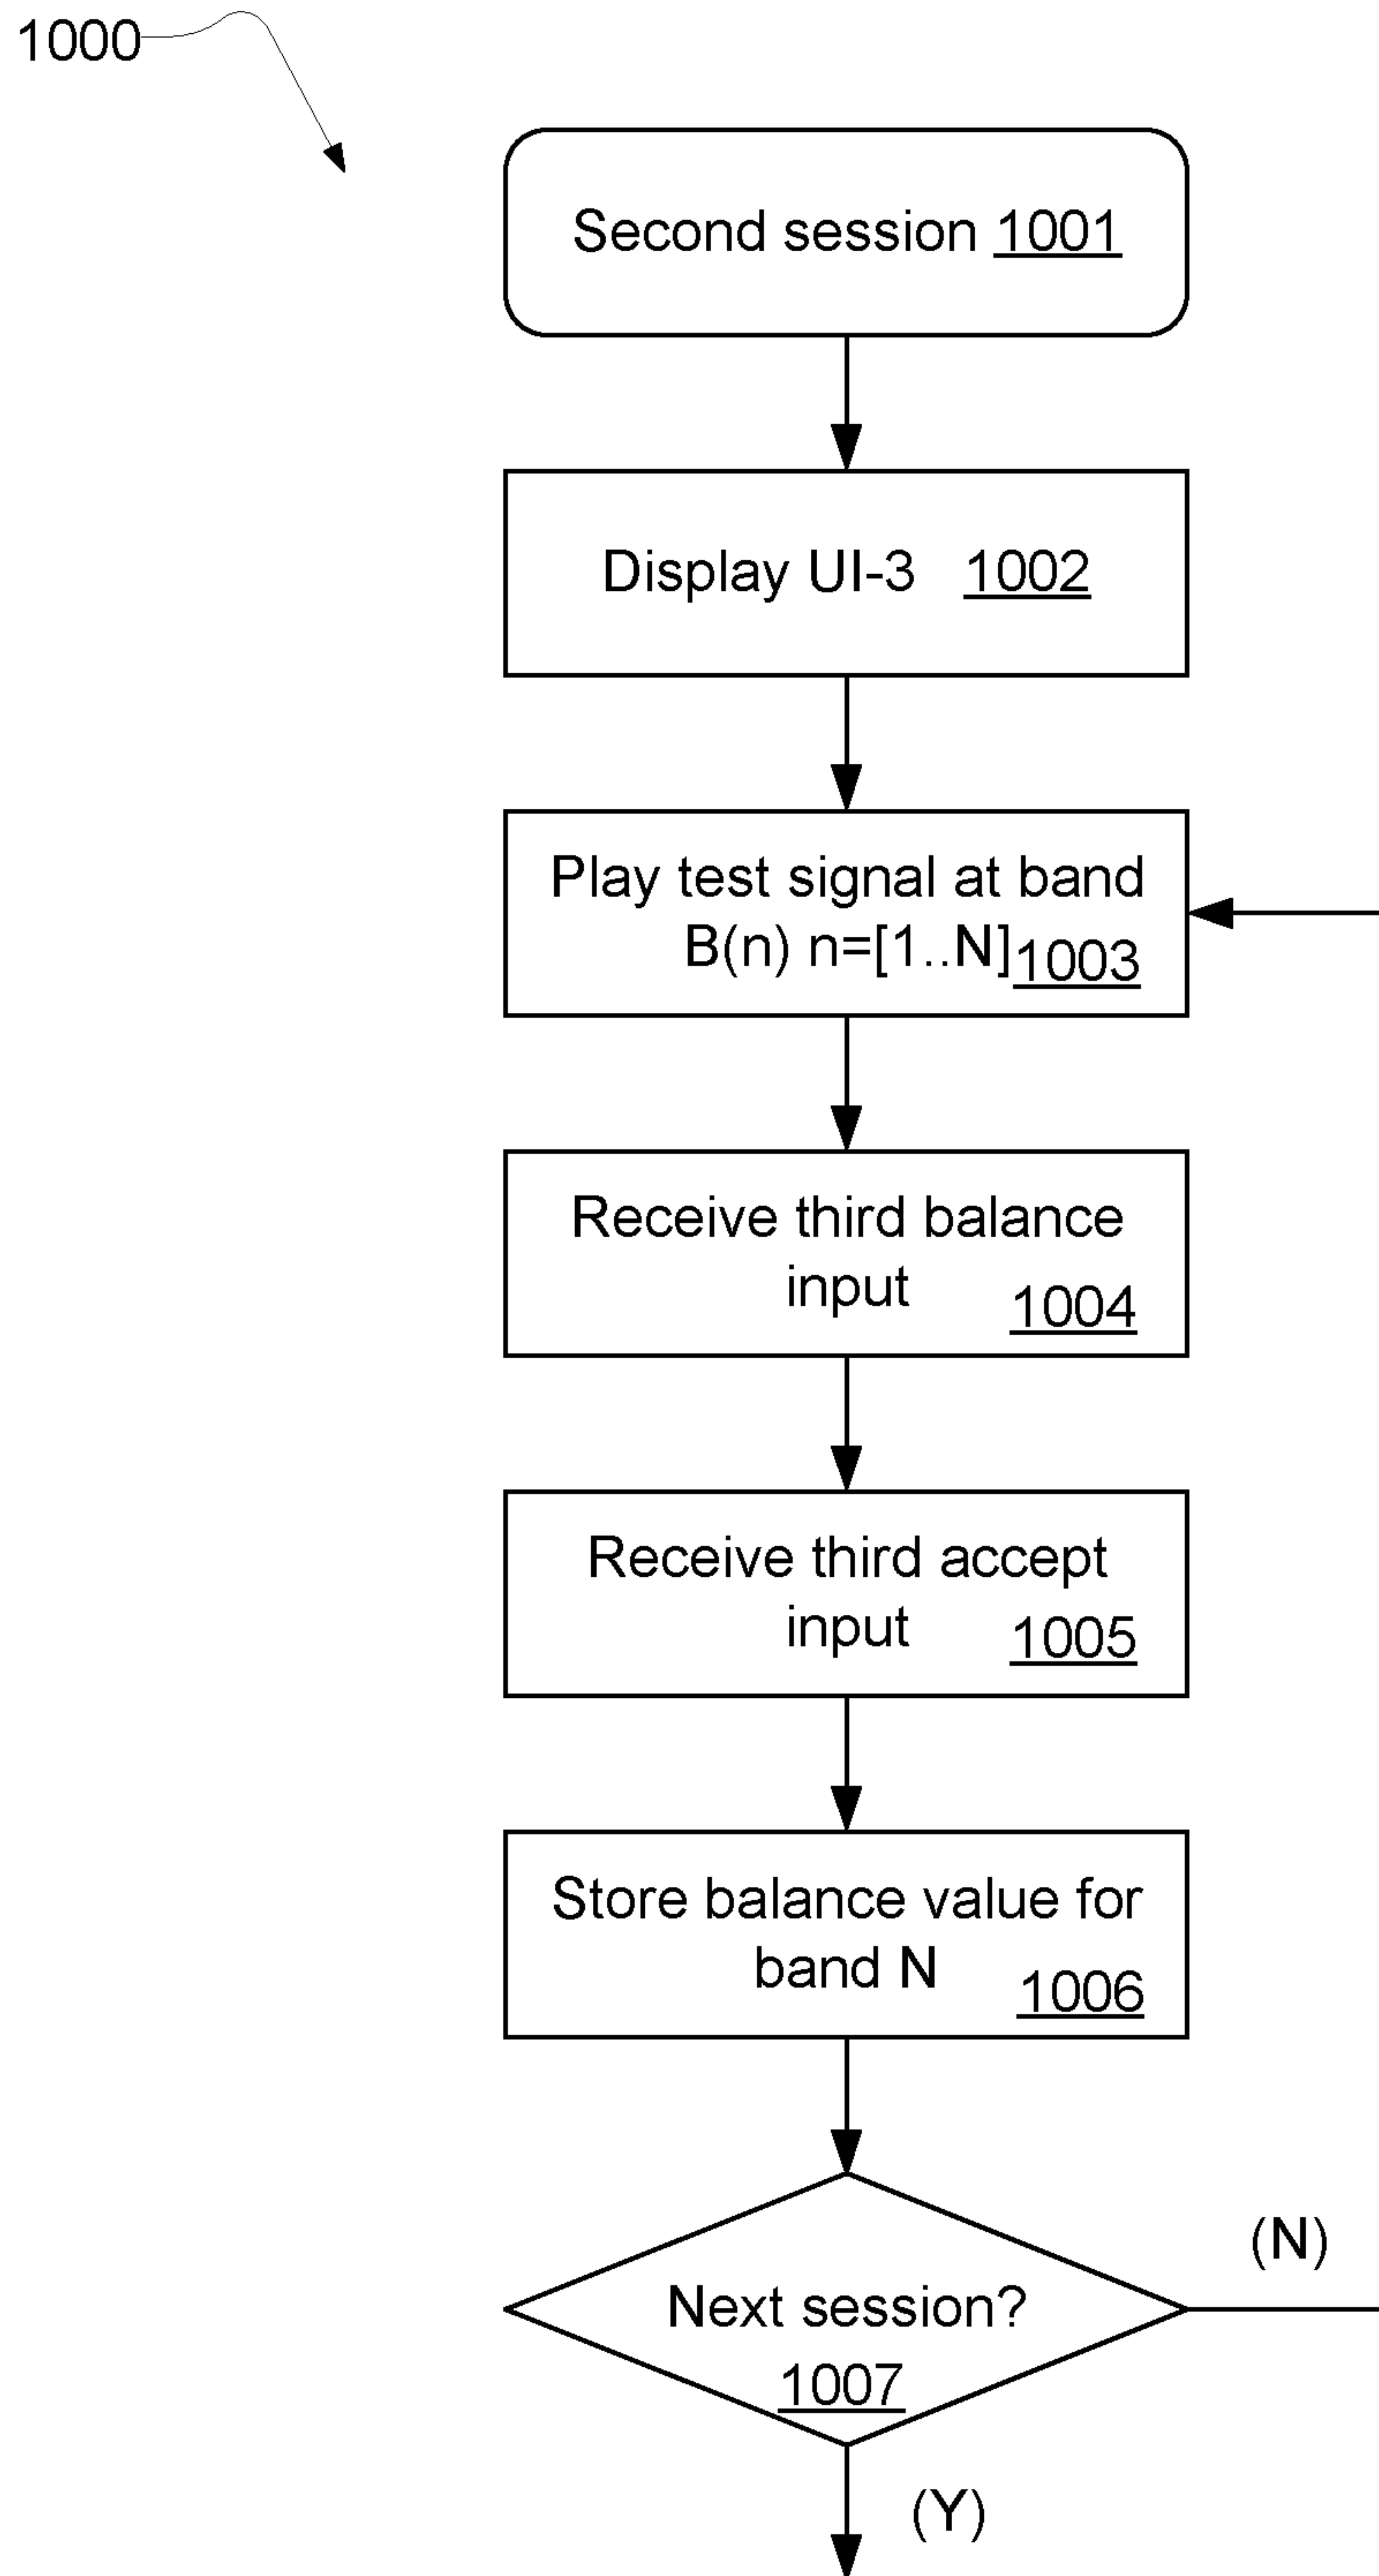 1000
Second session 1001
Display UI-3 1002
Play test signal at band
B(n) n=[1..N] 1003
Receive third balance
input 1004
Receive third accept
input 1005
Store balance value for
band N 1006
(N)
Next session?
1007
(Y)